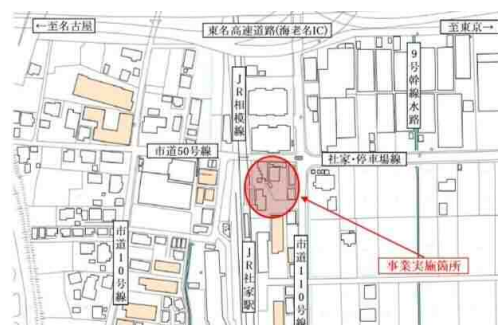 ←至名古屋
東名高速道路(海老名IC)
至東京→
JR相模線
9号幹線水路
市道50号線
社家・停車場線
市道10号線
JR社家駅
市道110号線
事業実施箇所